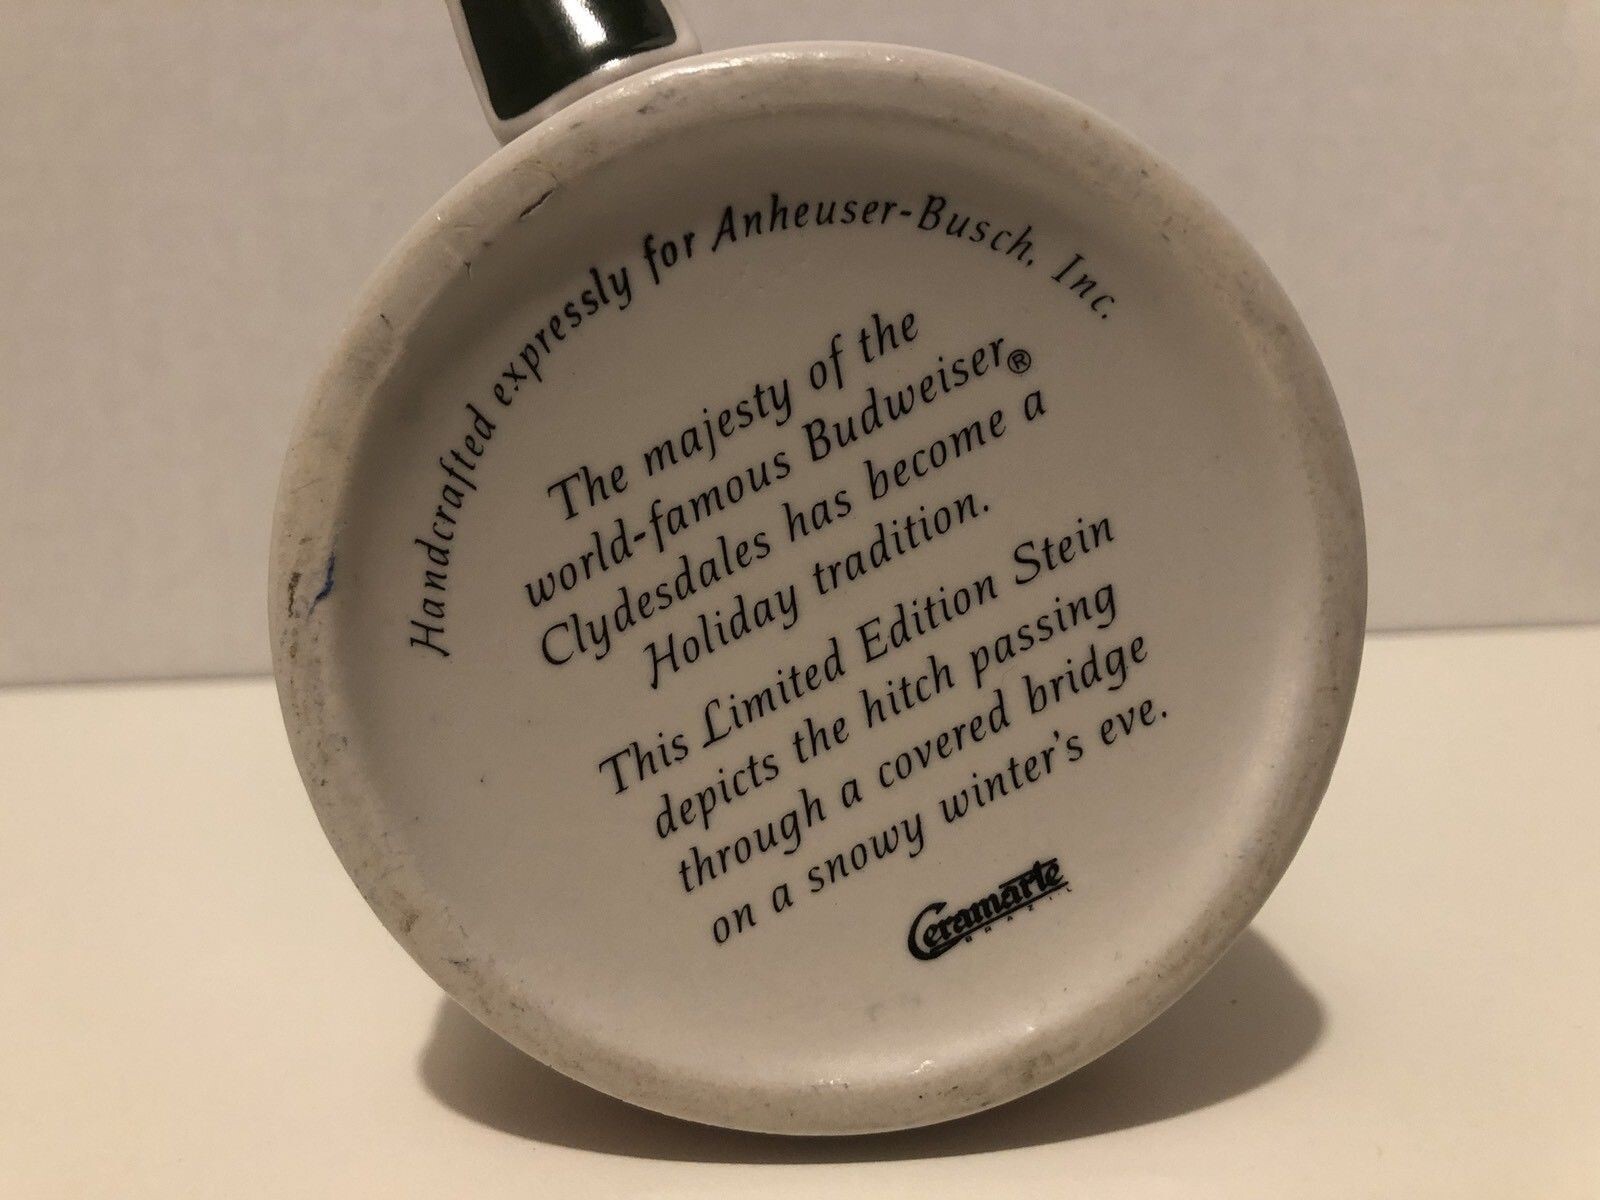 Handcrafted expressly for Anheuser-Busch, Inc.
The majesty of the
world-famous Budweiser®
Clydesdales has become a
Holiday tradition.
This Limited Edition Stein
depicts the hitch passing
through a covered bridge
on a snowy winter's eve.
Ceramarte
BRAZIL